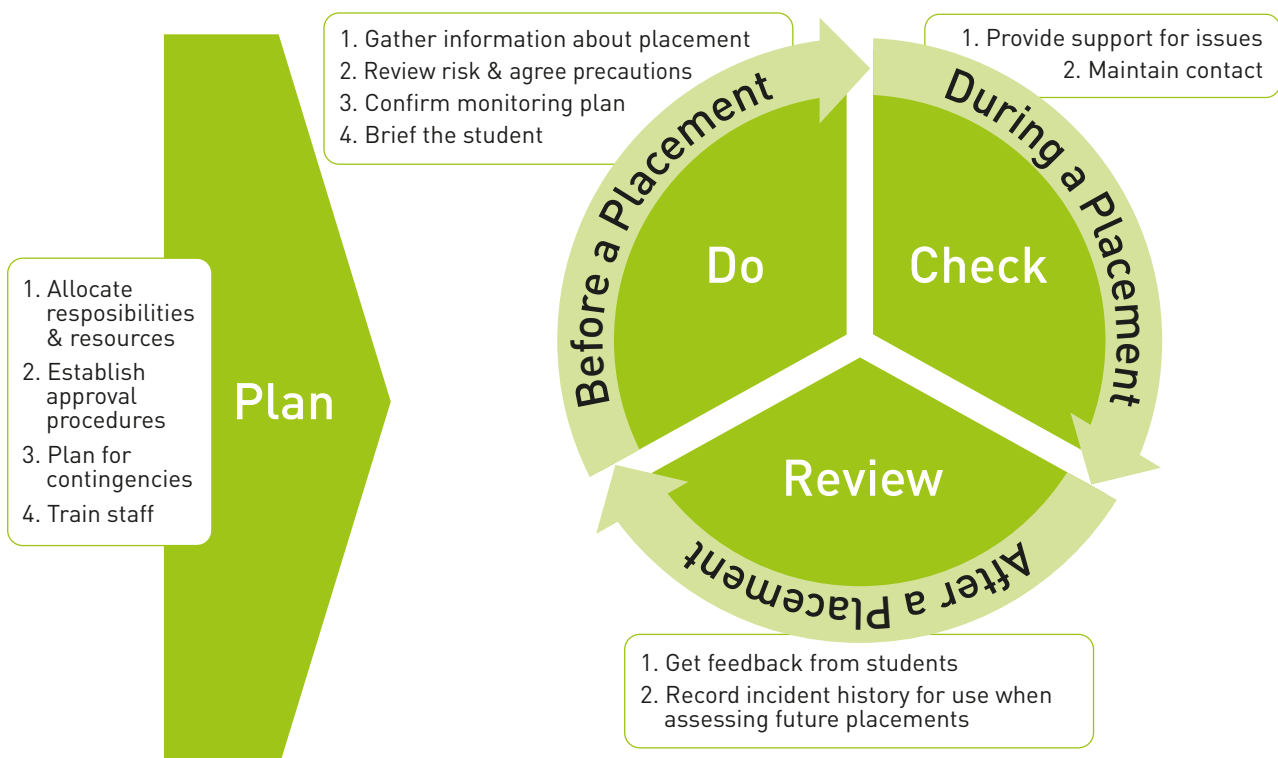 1. Allocate
resposibilities
& resources
2. Establish
approval
procedures
3. Plan for
contingencies
4. Train staff
Plan
1. Gather information about placement
2. Review risk & agree precautions
3. Confirm monitoring plan
4. Brief the student
Before a Placement
Do
1. Provide support for issues
2. Maintain contact
During a Placement
Check
Review
After a Placement
1. Get feedback from students
2. Record incident history for use when
assessing future placements